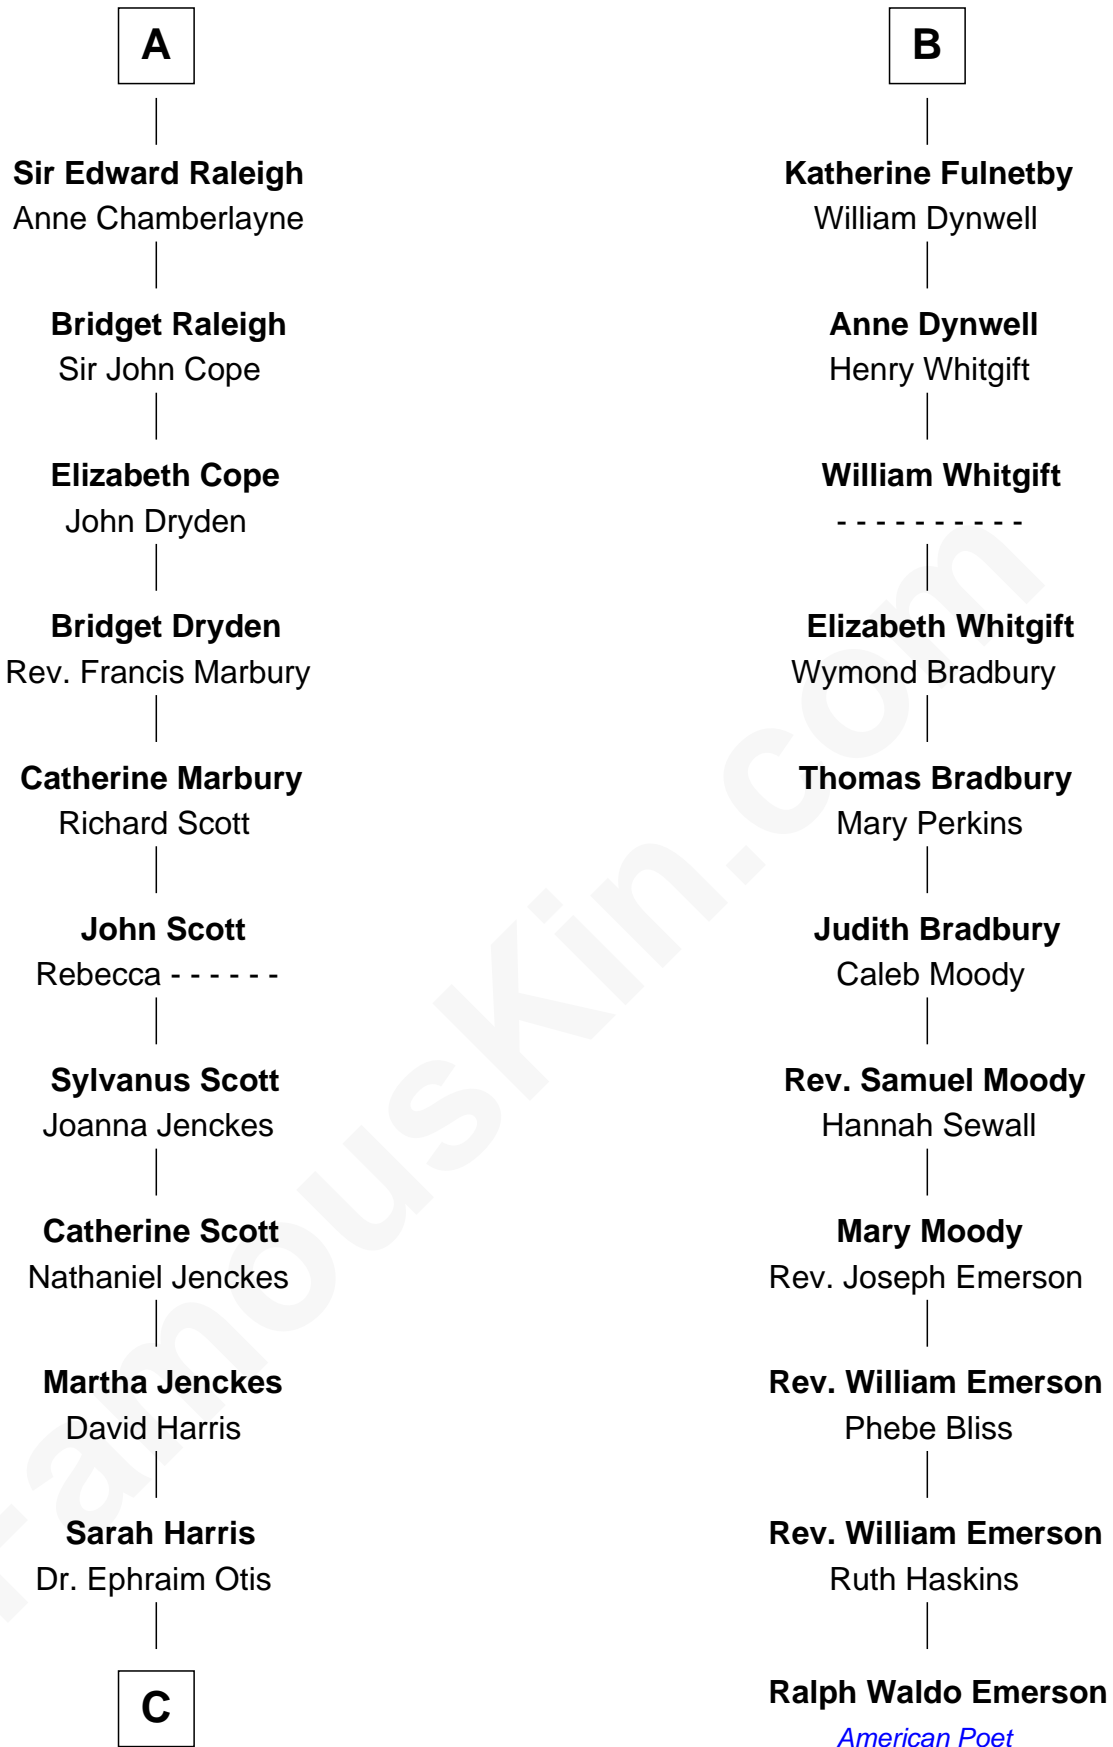 A
Sir Edward Raleigh
Anne Chamberlayne
Bridget Raleigh
Sir John Cope
Elizabeth Cope
John Dryden
Bridget Dryden
Rev. Francis Marbury
Catherine Marbury
Richard Scott
John Scott
Rebecca - - - - - -
Sylvanus Scott
Joanna Jenckes
Catherine Scott
Nathaniel Jenckes
Martha Jenckes
David Harris
Sarah Harris
Dr. Ephraim Otis
C
B
Katherine Fulnetby
William Dynwell
Anne Dynwell
Henry Whitgift
William Whitgift
- - - - - - - - - -
Elizabeth Whitgift
Wymond Bradbury
Thomas Bradbury
Mary Perkins
Judith Bradbury
Caleb Moody
Rev. Samuel Moody
Hannah Sewall
Mary Moody
Rev. Joseph Emerson
Rev. William Emerson
Phebe Bliss
Rev. William Emerson
Ruth Haskins
Ralph Waldo Emerson
American Poet
FamousKin.com